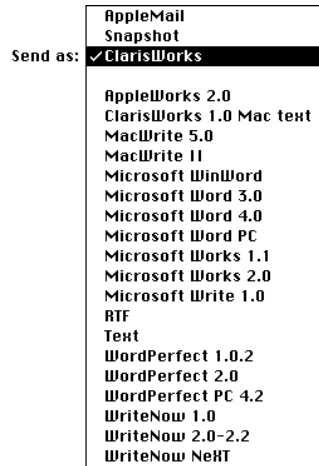 AppleMail
Snapshot
Send as: ✓ClarisWorks
AppleWorks 2.0
ClarisWorks 1.0 Mac text
MacWrite 5.0
MacWrite II
Microsoft WinWord
Microsoft Word 3.0
Microsoft Word 4.0
Microsoft Word PC
Microsoft Works 1.1
Microsoft Works 2.0
Microsoft Write 1.0
RTF
Text
WordPerfect 1.0.2
WordPerfect 2.0
WordPerfect PC 4.2
WriteNow 1.0
WriteNow 2.0-2.2
WriteNow NeXT